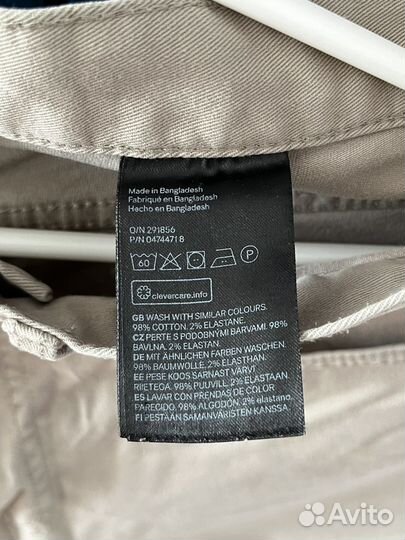 Made in Bangladesh
Fabriqué en Bangladesh
Hecho en Bangladesh
O/N 291856
P/N 04744718
60 P
clevercare.info
GB WASH WITH SIMILAR COLOURS.
98% COTTON. 2% ELASTANE
CZ PERTE S PODOBNÝMI BARVAMI. 98%
BAVLNA. 2% ELASTAN.
DE MIT ÄHNLICHEN FARBEN WASCHEN.
98% BAUMWOLLE. 2% ELASTHAN.
EE PESE KOOS SARNAST VÄRVI
RIIETEGA. 98% PUUVILL. 2% ELASTAAN
ES LAVAR CON PRENDAS DE COLOR
PARECIDO. 98% ALGODÓN. 2% elastano.
FI PESTÄÄN SAMANVÄRISTEN KANSSA.
Avito